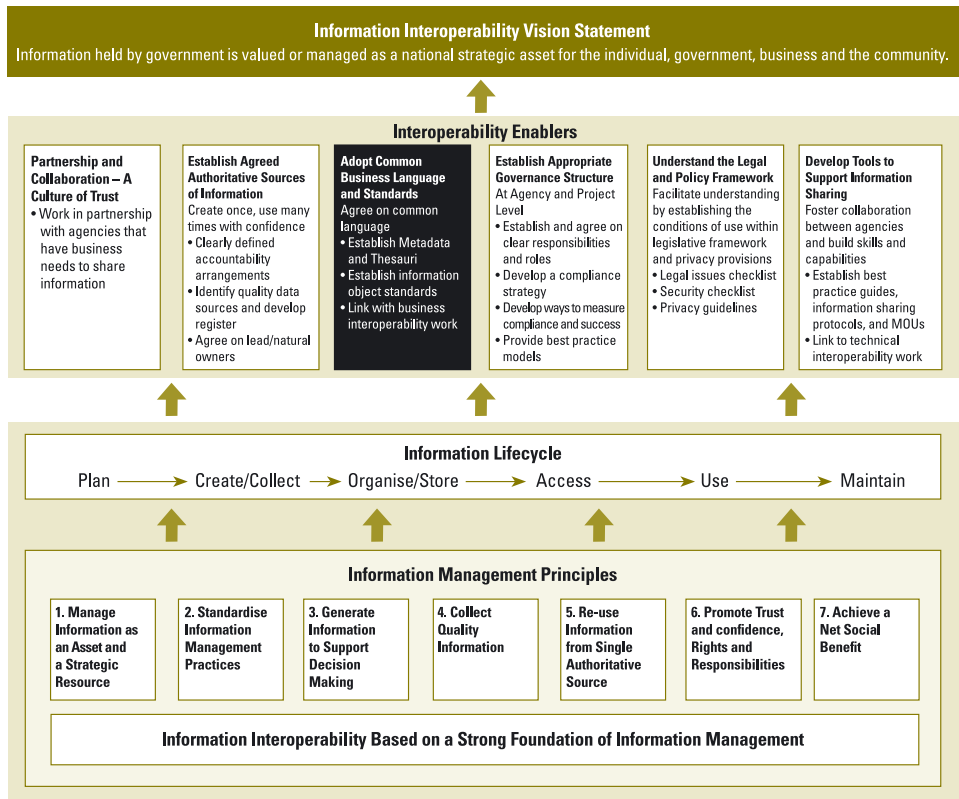 Information Interoperability Vision Statement
Information held by government is valued or managed as a national strategic asset for the individual, government, business and the community.
Interoperability Enablers
Partnership and
Collaboration – A
Culture of Trust
• Work in partnership
with agencies that
have business
needs to share
information
Establish Agreed
Authoritative Sources
of Information
Create once, use many
times with confidence
• Clearly defined
accountability
arrangements
• Identify quality data
sources and develop
register
• Agree on lead/natural
owners
Adopt Common
Business Language
and Standards
Agree on common
language
• Establish Metadata
and Thesauri
• Establish information
object standards
• Link with business
interoperability work
Establish Appropriate
Governance Structure
At Agency and Project
Level
• Establish and agree on
clear responsibilities
and roles
• Develop a compliance
strategy
• Develop ways to measure
compliance and success
• Provide best practice
models
Understand the Legal
and Policy Framework
Facilitate understanding
by establishing the
conditions of use within
legislative framework
and privacy provisions
• Legal issues checklist
• Security checklist
• Privacy guidelines
Develop Tools to
Support Information
Sharing
Foster collaboration
between agencies
and build skills and
capabilities
• Establish best
practice guides,
information sharing
protocols, and MOUs
• Link to technical
interoperability work
Information Lifecycle
Plan Create/Collect Organise/Store Access Use Maintain
Information Management Principles
1. Manage
Information as
an Asset and
a Strategic
Resource
2. Standardise
Information
Management
Practices
3. Generate
Information
to Support
Decision
Making
4. Collect
Quality
Information
5. Re-use
Information
from Single
Authoritative
Source
6. Promote Trust
and confidence,
Rights and
Responsibilities
7. Achieve a
Net Social
Benefit
Information Interoperability Based on a Strong Foundation of Information Management